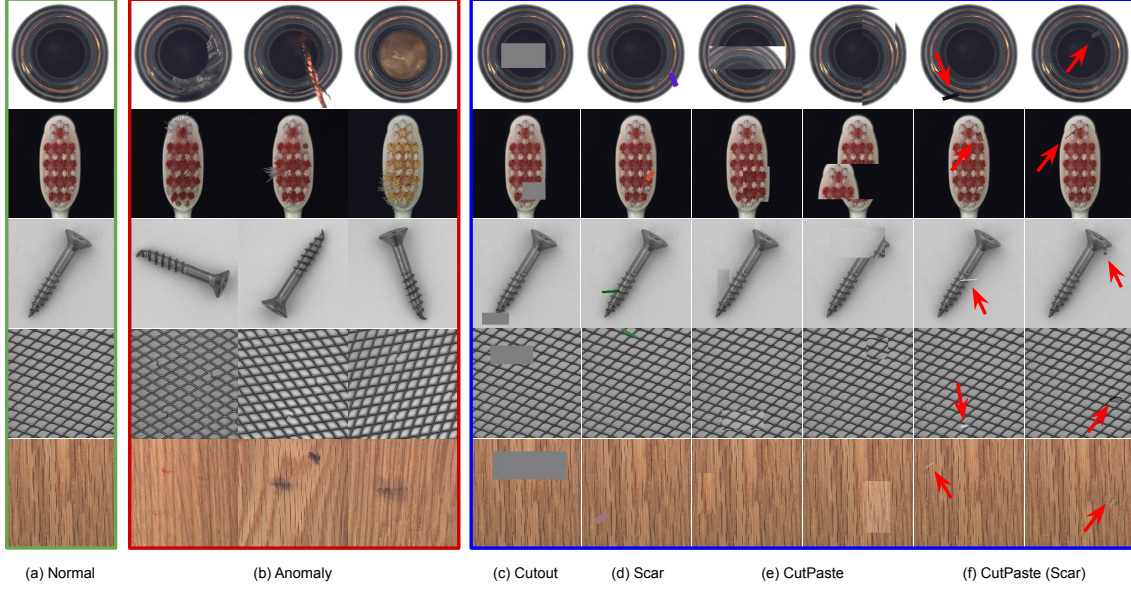 (a) Normal
(b) Anomaly
(c) Cutout
(d) Scar
(e) CutPaste
(f) CutPaste (Scar)